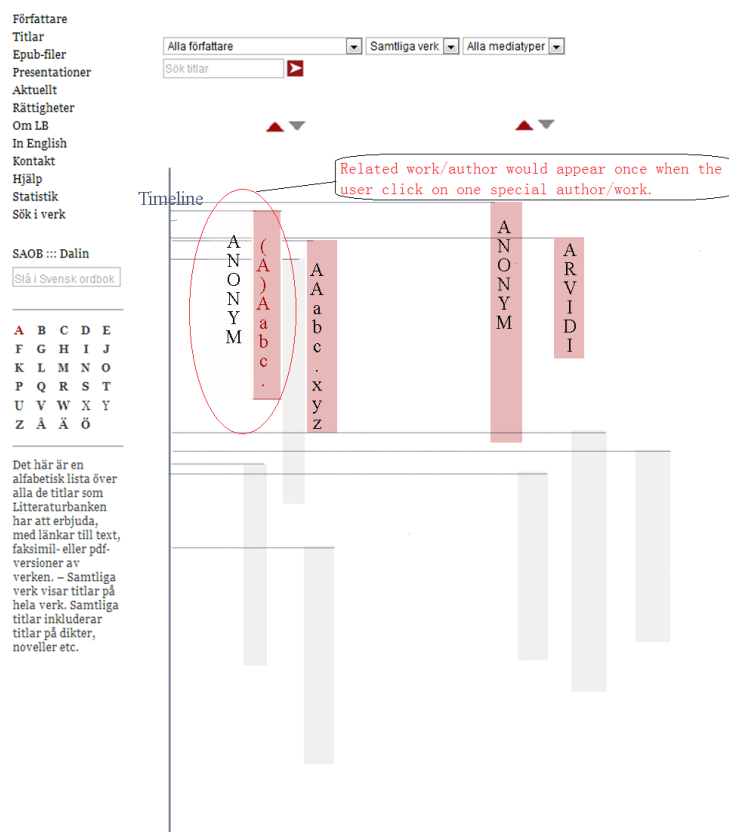 Författare
Titlar
Epub-filer
Presentationer
Aktuellt
Rättigheter
Om LB
In English
Kontakt
Hjälp
Statistik
Sök i verk
SAOB ::: Dalin
Slå i Svensk ordbok
A B C D E
F G H I J
K L M N O
P Q R S T
U V W X Y
Z Å Ä Ö
Det här är en
alfabetisk lista över
alla de titlar som
Litteraturbanken
har att erbjuda,
med länkar till text,
faksimil- eller pdf-
versioner av
verken. – Samtliga
verk visar titlar på
hela verk. Samtliga
titlar inkluderar
titlar på dikter,
noveller etc.
Alla författare
Samtliga verk
Alla mediatyper
Sök titlar
Related work/author would appear once when the
user click on one special author/work.
Timeline
ANONYM
(A)Aabc.
AAabc.xyz
ANONYM
ARVIDI